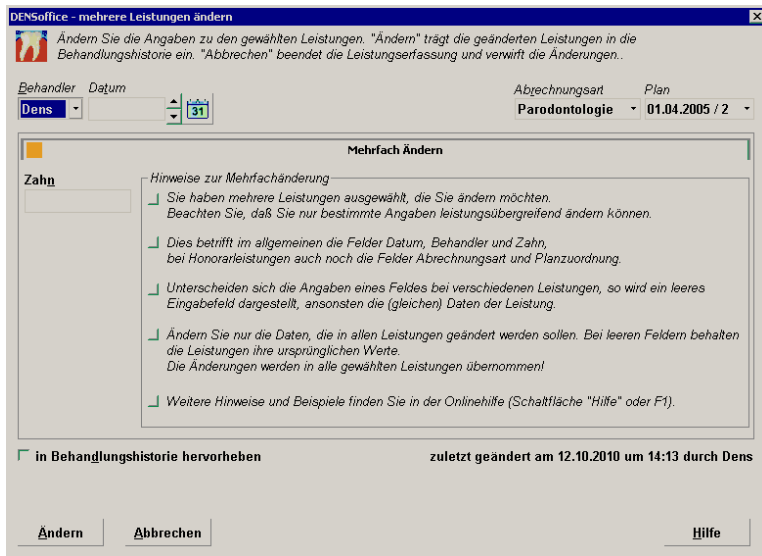 DENSoffice - mehrere Leistungen ändern
Ändern Sie die Angaben zu den gewählten Leistungen. "Ändern" trägt die geänderten Leistungen in die
Behandlungshistorie ein. "Abbrechen" beendet die Leistungserfassung und verwirft die Änderungen..
Behandler Datum Abrechnungsart Plan
Dens 31 Parodontologie 01.04.2005 / 2
Mehrfach Ändern
Zahn
Hinweise zur Mehrfachänderung
Sie haben mehrere Leistungen ausgewählt, die Sie ändern möchten.
Beachten Sie, daß Sie nur bestimmte Angaben leistungsübergreifend ändern können.
Dies betrifft im allgemeinen die Felder Datum, Behandler und Zahn,
bei Honorarleistungen auch noch die Felder Abrechnungsart und Planzuordnung.
Unterscheiden sich die Angaben eines Feldes bei verschiedenen Leistungen, so wird ein leeres
Eingabefeld dargestellt, ansonsten die (gleichen) Daten der Leistung.
Ändern Sie nur die Daten, die in allen Leistungen geändert werden sollen. Bei leeren Feldern behalten
die Leistungen ihre ursprünglichen Werte.
Die Änderungen werden in alle gewählten Leistungen übernommen!
Weitere Hinweise und Beispiele finden Sie in der Onlinehilfe (Schaltfläche "Hilfe" oder F1).
in Behandlungshistorie hervorheben zuletzt geändert am 12.10.2010 um 14:13 durch Dens
Ändern Abbrechen Hilfe